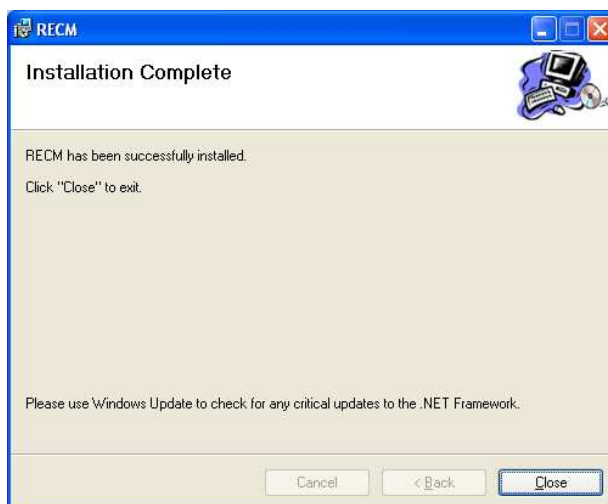 RECM
Installation Complete
RECM has been successfully installed.
Click "Close" to exit.
Please use Windows Update to check for any critical updates to the .NET Framework.
Cancel
< Back
Close